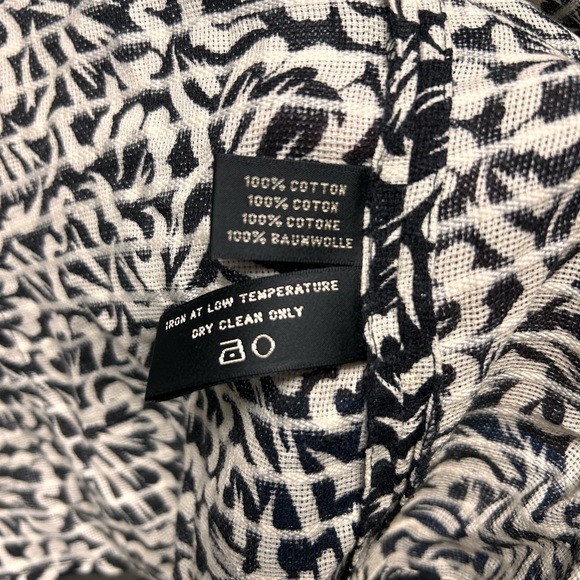 100% COTTON
100% COTON
100% COTONE
100% BAUMWOLLE
IRON AT LOW TEMPERATURE
DRY CLEAN ONLY